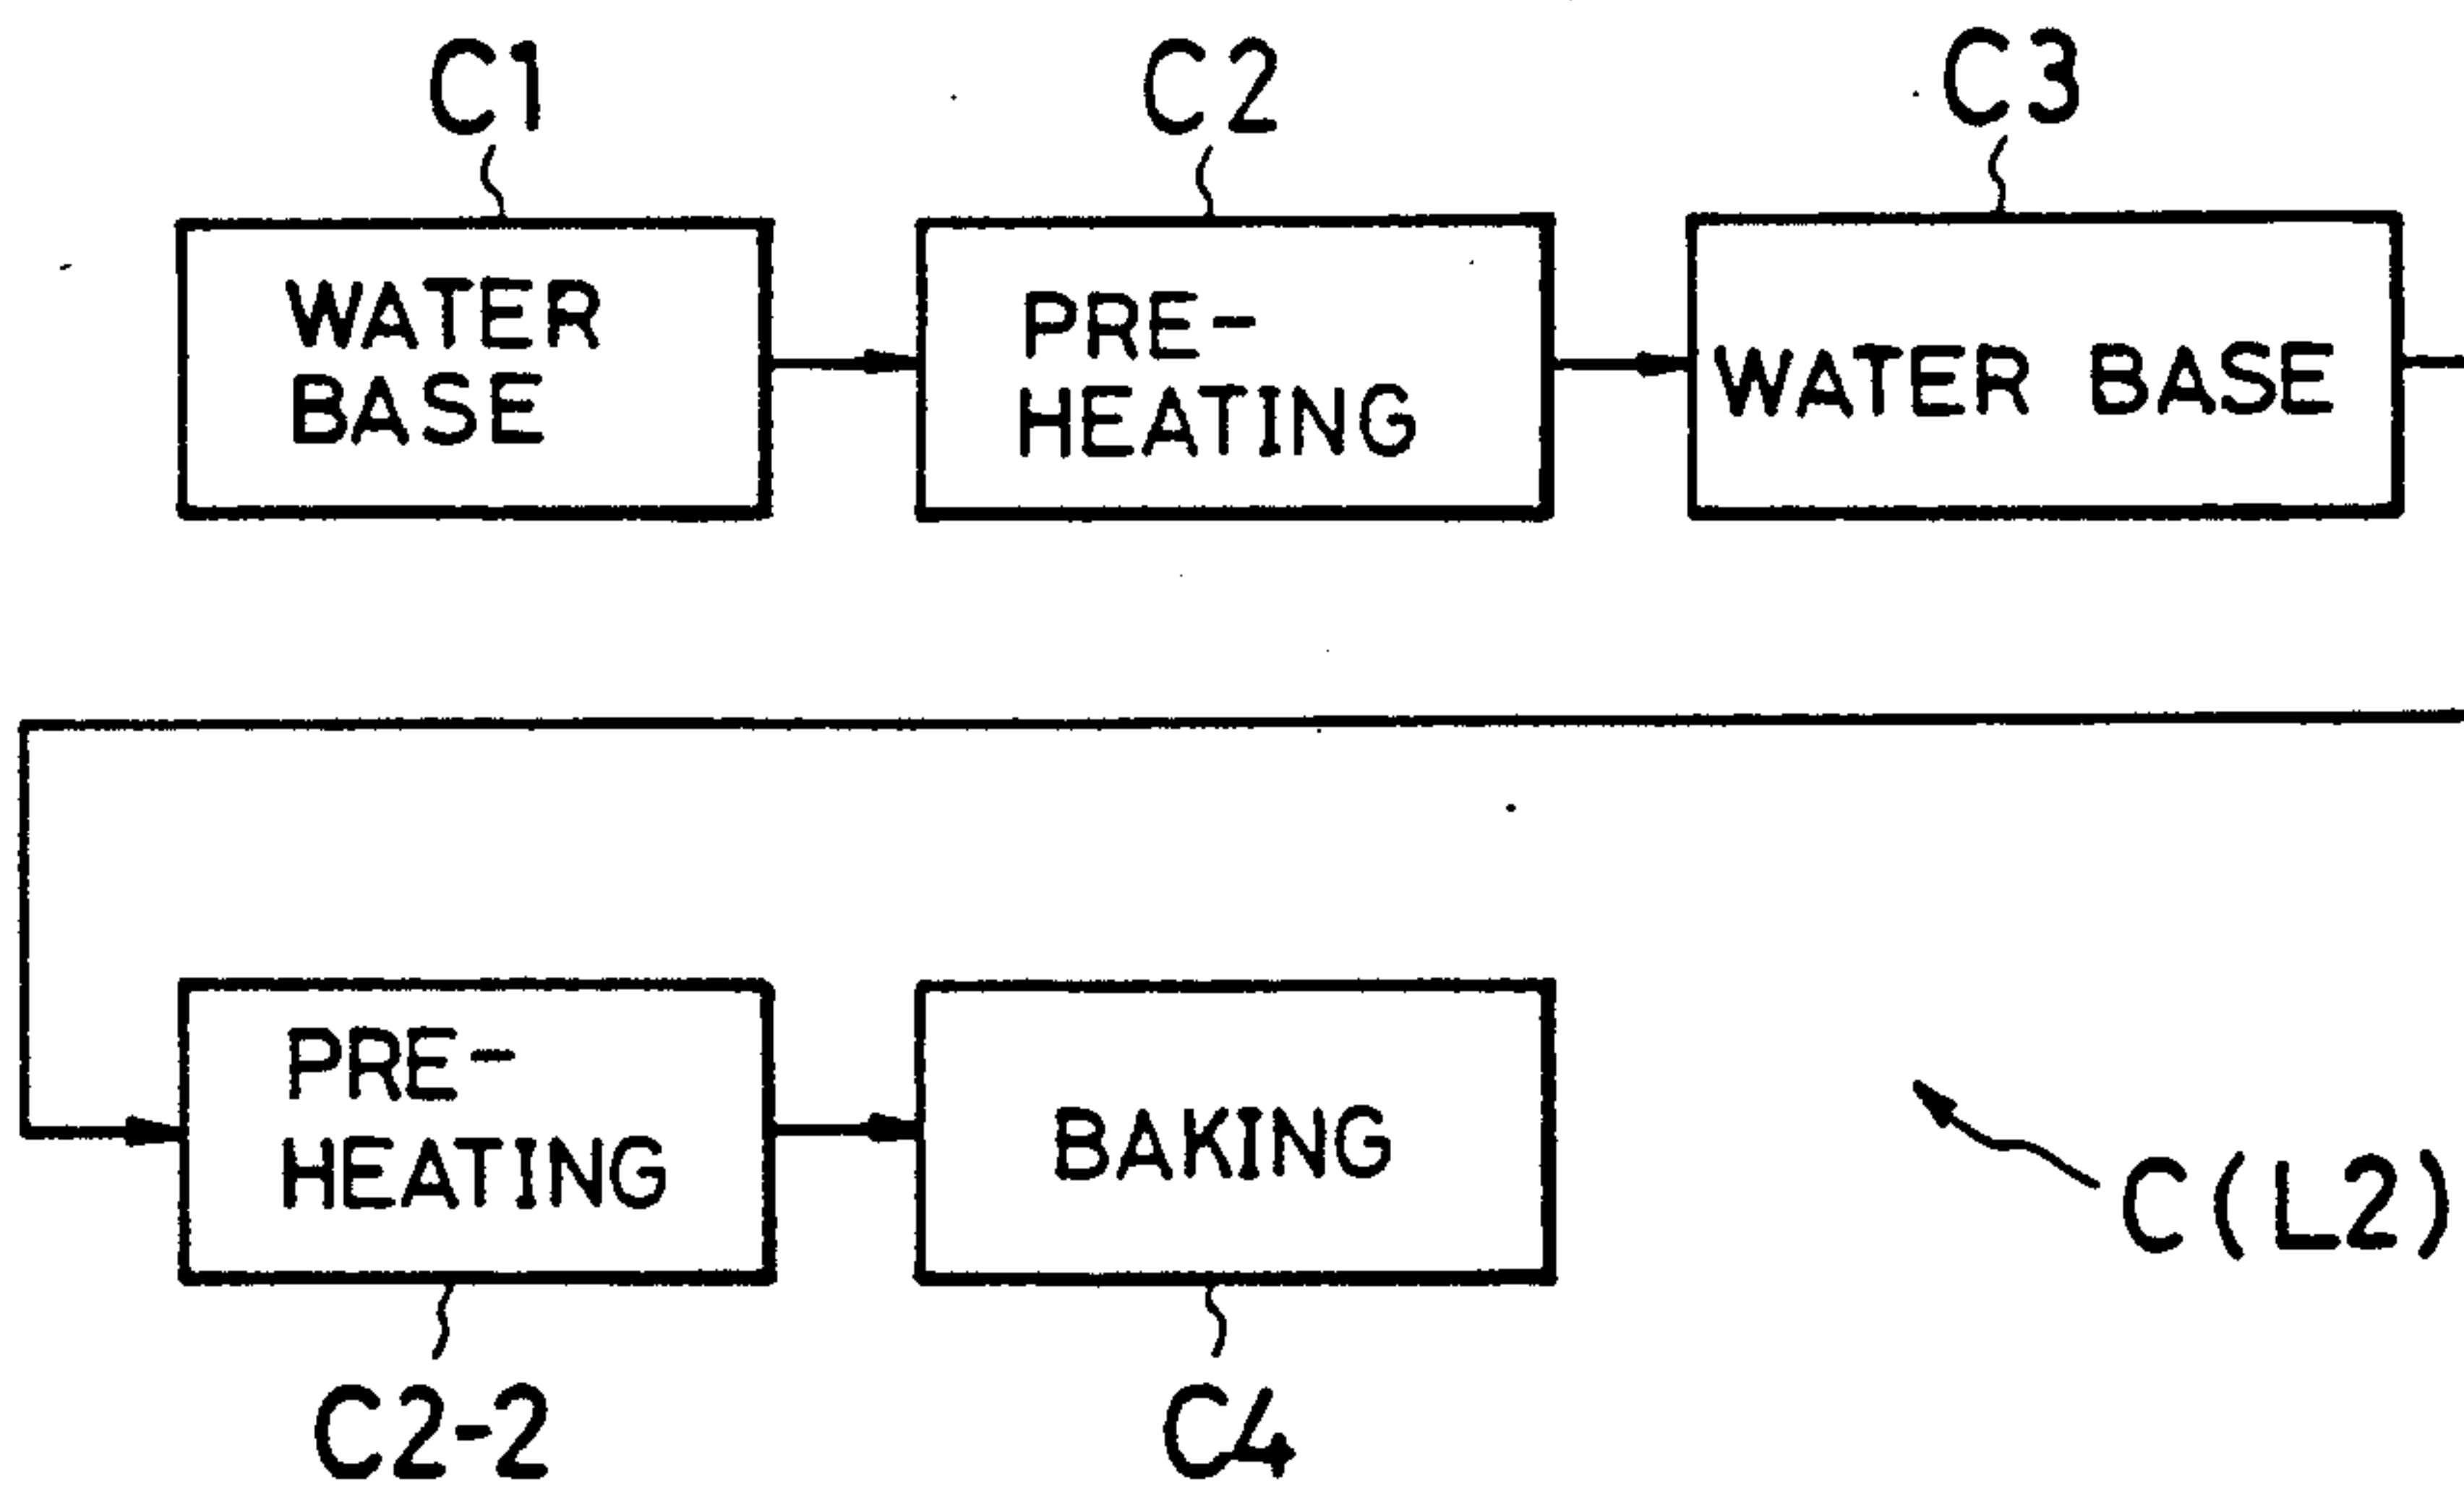 C1
C2
C3
WATER
BASE
PRE-
HEATING
WATER BASE
PRE-
HEATING
BAKING
C(L2)
C2-2
C4